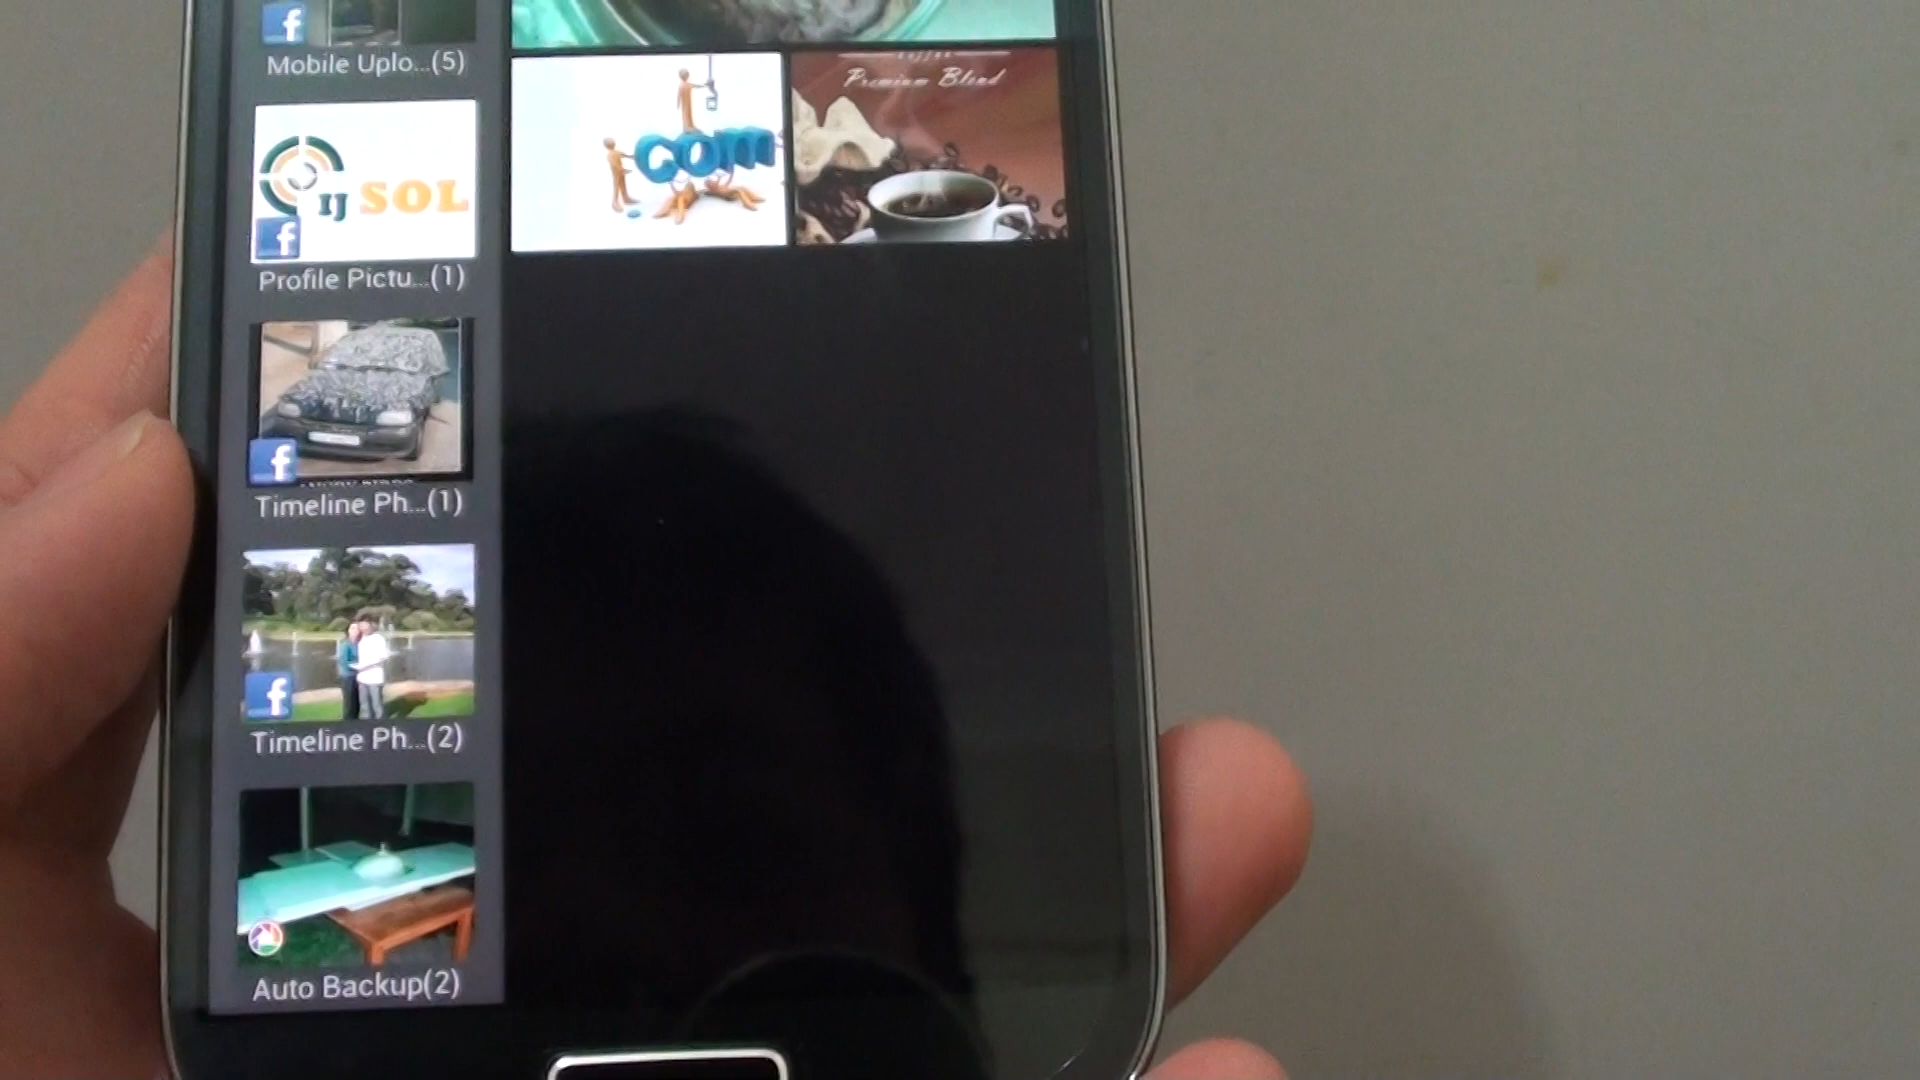 Mobile Uplo...(5)
Premium Blend
com
IJ SOL
f
Profile Pictu...(1)
f
Timeline Ph...(1)
f
Timeline Ph...(2)
Auto Backup(2)